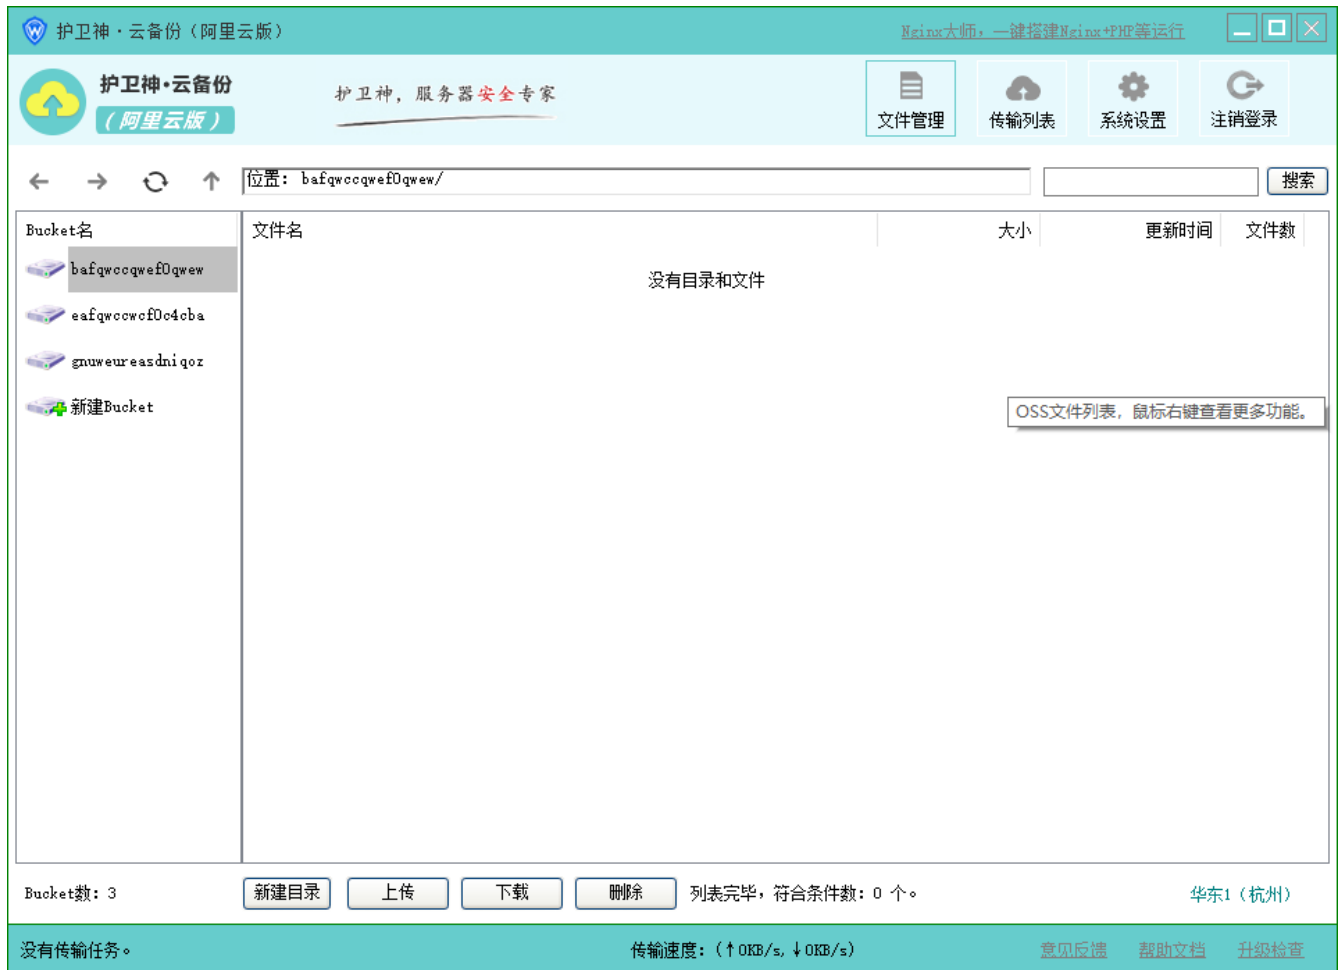 护卫神·云备份（阿里云版）
Nginx大师，一键搭建Nginx+PHP等运行
护卫神·云备份
（阿里云版）
护卫神，服务器安全专家
文件管理
传输列表
系统设置
注销登录
位置：bafqwccqwef0qwew/
搜索
Bucket名
文件名
大小
更新时间
文件数
bafqwccqwef0qwew
没有目录和文件
eafqwccwcf0c4cba
gnuweureasdniqoz
新建Bucket
OSS文件列表，鼠标右键查看更多功能。
Bucket数：3
新建目录
上传
下载
删除
列表完毕，符合条件数：0 个。
华东1（杭州）
没有传输任务。
传输速度：(↑0KB/s,↓0KB/s)
意见反馈
帮助文档
升级检查